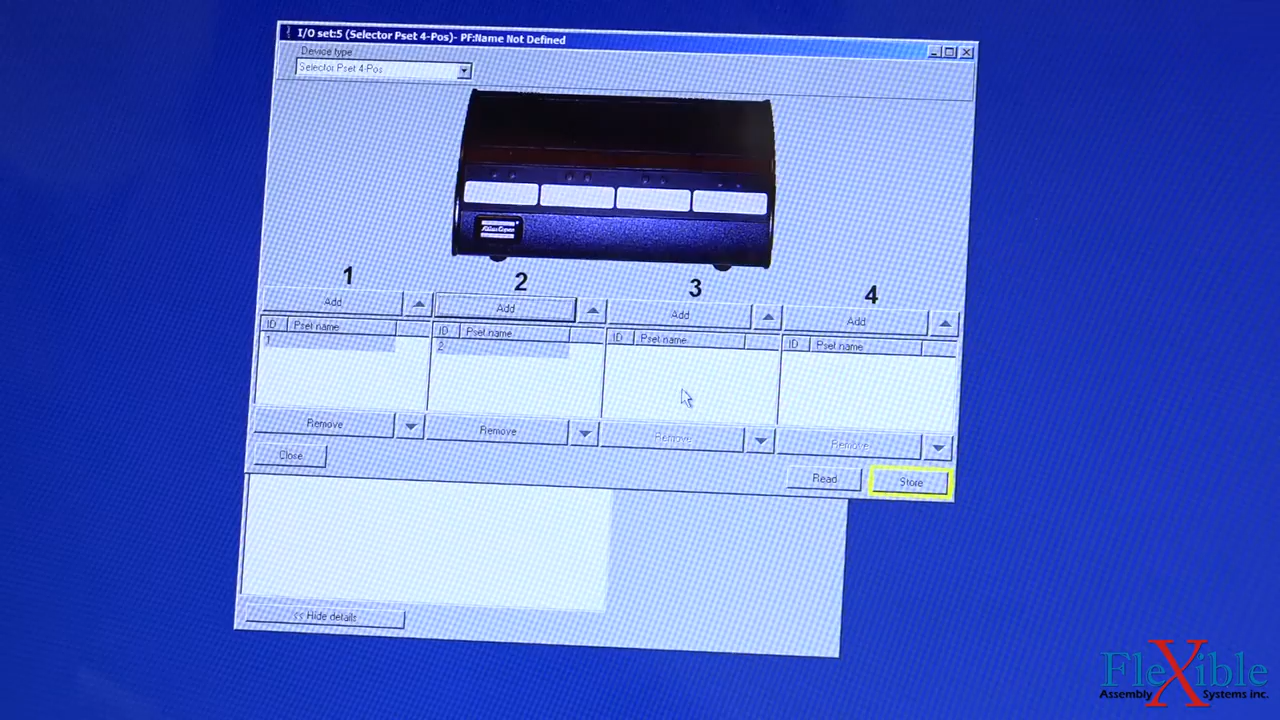 I/O set:5 (Selector Pset 4-Pos)- PF:Name Not Defined
Device type
Selector Pset 4-Pos
Atlas Copco
1 2 3 4
Add Add Add Add
ID Pset name ID Pset name ID Pset name ID Pset name
1 2
Remove Remove Remove Remove
Close
Read Store
<< Hide details
FleXible
Assembly Systems inc.